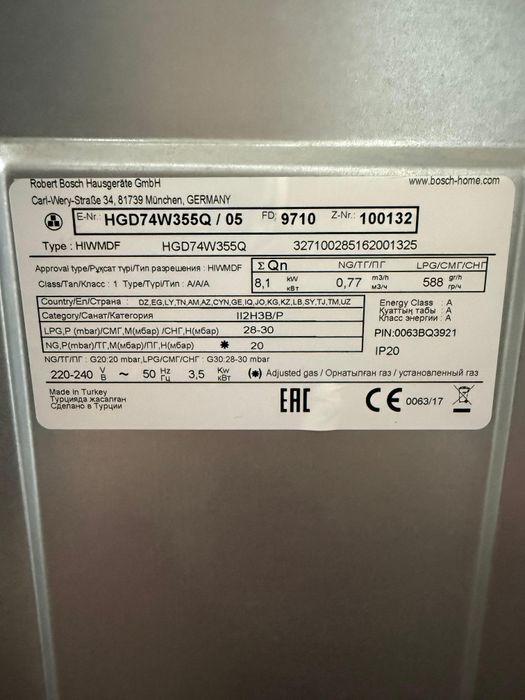 Robert Bosch Hausgeräte GmbH
www.bosch-home.com
Carl-Wery-Straße 34, 81739 München, GERMANY
E-Nr.: HGD74W355Q / 05 FD: 9710 Z-Nr.: 100132
Type : HIWMDF HGD74W355Q 327100285162001325
Approval type/Рұқсат түрі/Тип разрешения : HIWMDF
Class/Тап/Класс : 1 Type/Түрі/Тип : A/A/A
Σ Qn NG/ТГ/ПГ LPG/СМГ/СНГ
8,1 kW кВт 0,77 m3/h м3/ч 588 gr/h гр/ч
Country/Ел/Страна : DZ,EG,LY,TN,AM,AZ,CYN,GE,IQ,JO,KG,KZ,LB,SY,TJ,TM,UZ
Category/Санат/Категория II2H3B/P
LPG,P (mbar)/СМГ,М(мбар) /СНГ,Н(мбар) 28-30
NG,P(mbar)/ТГ,М(мбар)/ПГ,Н(мбар) * 20
Energy Class : A
Қуаттың табы : A
Класс энергии : A
PIN:0063BQ3921
IP20
NG/ТГ/ПГ : G20:20 mbar,LPG/СМГ/СНГ : G30:28-30 mbar
220-240 V В ~ 50 Hz Гц 3,5 Kw кВт (*) Adjusted gas / Орнатылған газ / установленный газ
Made in Turkey
Түркияда жасалған
Сделано в Турции
EAC CE 0063/17